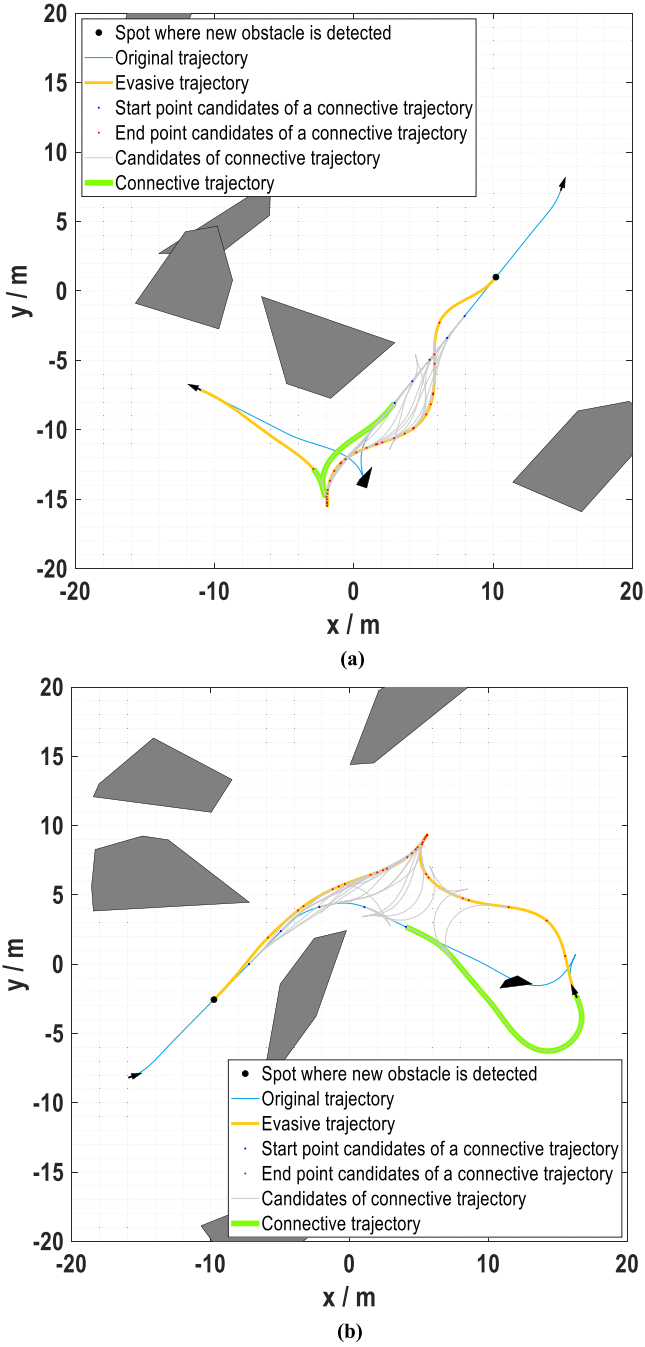 20
15
10
5
0
-5
-10
-15
-20
y / m
Spot where new obstacle is detected
Original trajectory
Evasive trajectory
Start point candidates of a connective trajectory
End point candidates of a connective trajectory
Candidates of connective trajectory
Connective trajectory
-20 -10 0 10 20
x / m
(a)
20
15
10
5
0
-5
-10
-15
-20
y / m
Spot where new obstacle is detected
Original trajectory
Evasive trajectory
Start point candidates of a connective trajectory
End point candidates of a connective trajectory
Candidates of connective trajectory
Connective trajectory
-20 -10 0 10 20
x / m
(b)